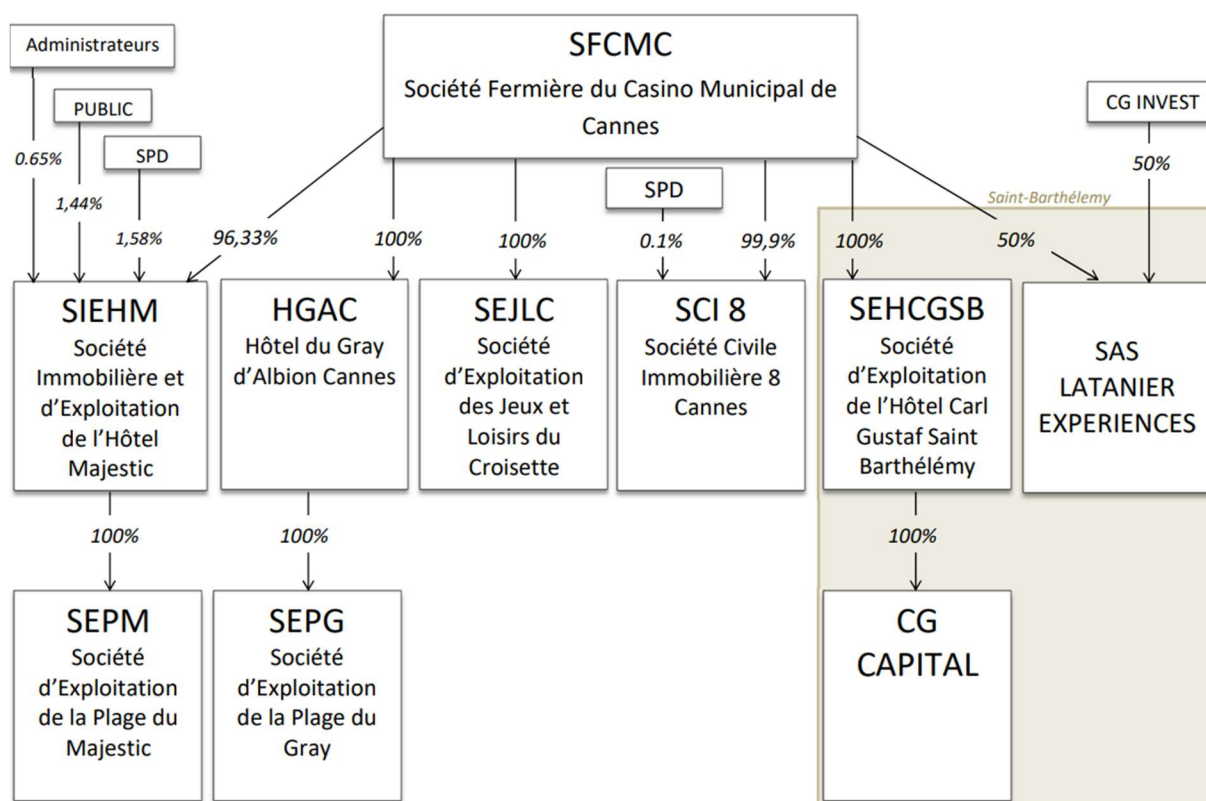 Administrateurs
SFCMC
Société Fermière du Casino Municipal de
Cannes
PUBLIC
CG INVEST
0.65%
SPD
50%
SPD
1,44%
Saint-Barthélemy
1,58%
96,33%
100%
100%
0.1%
99,9%
100%
50%
SIEHM
Société
Immobilière et
d’Exploitation
de l’Hôtel
Majestic
HGAC
Hôtel du Gray
d’Albion Cannes
SEJLC
Société
d’Exploitation
des Jeux et
Loisirs du
Croisette
SCI 8
Société Civile
Immobilière 8
Cannes
SEHCGSB
Société
d’Exploitation
de l’Hôtel Carl
Gustaf Saint
Barthélémy
SAS
LATANIER
EXPERIENCES
100%
100%
100%
SEPM
Société
d’Exploitation
de la Plage du
Majestic
SEPG
Société
d’Exploitation
de la Plage du
Gray
CG
CAPITAL